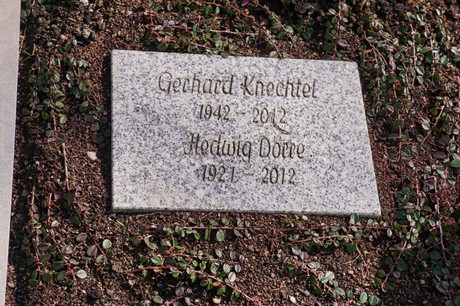 Gerhard Knechtel
1942 - 2012
Hedwig Dörre
1921 - 2012